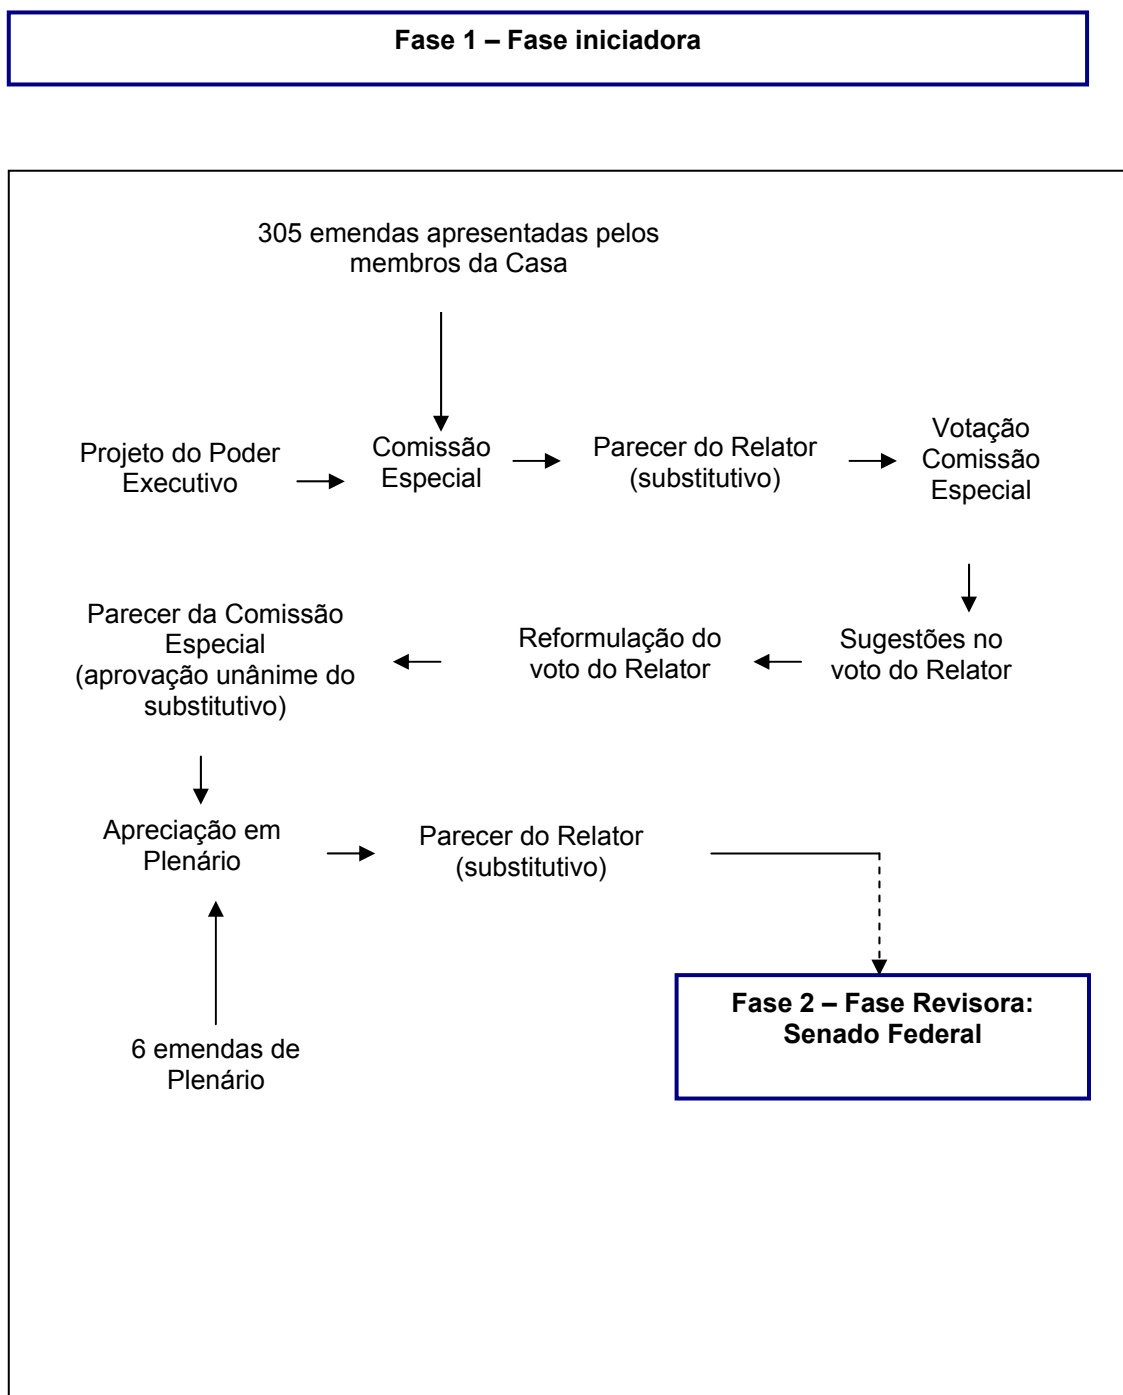 Fase 1 – Fase iniciadora
305 emendas apresentadas pelos
membros da Casa
Projeto do Poder
Executivo
Comissão
Especial
Parecer do Relator
(substitutivo)
Votação
Comissão
Especial
Sugestões no
voto do Relator
Reformulação do
voto do Relator
Parecer da Comissão
Especial
(aprovação unânime do
substitutivo)
Apreciação em
Plenário
Parecer do Relator
(substitutivo)
6 emendas de
Plenário
Fase 2 – Fase Revisora:
Senado Federal